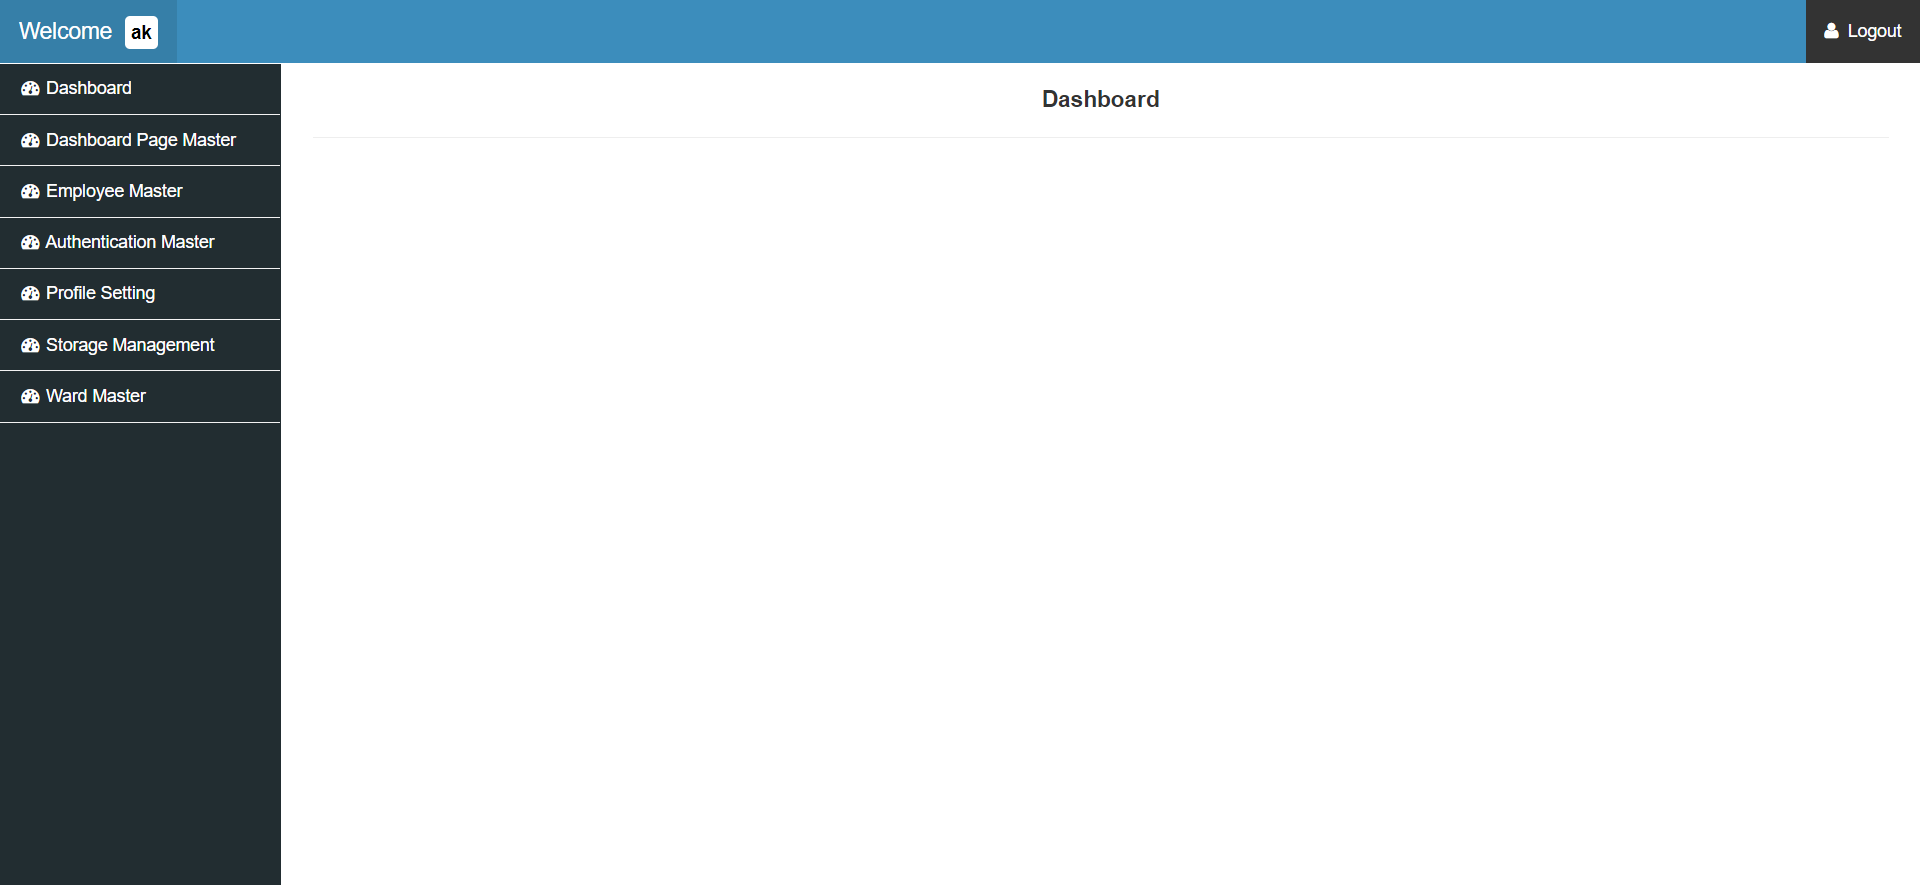 Welcome ak
Logout
Dashboard
Dashboard Page Master
Employee Master
Authentication Master
Profile Setting
Storage Management
Ward Master
Dashboard